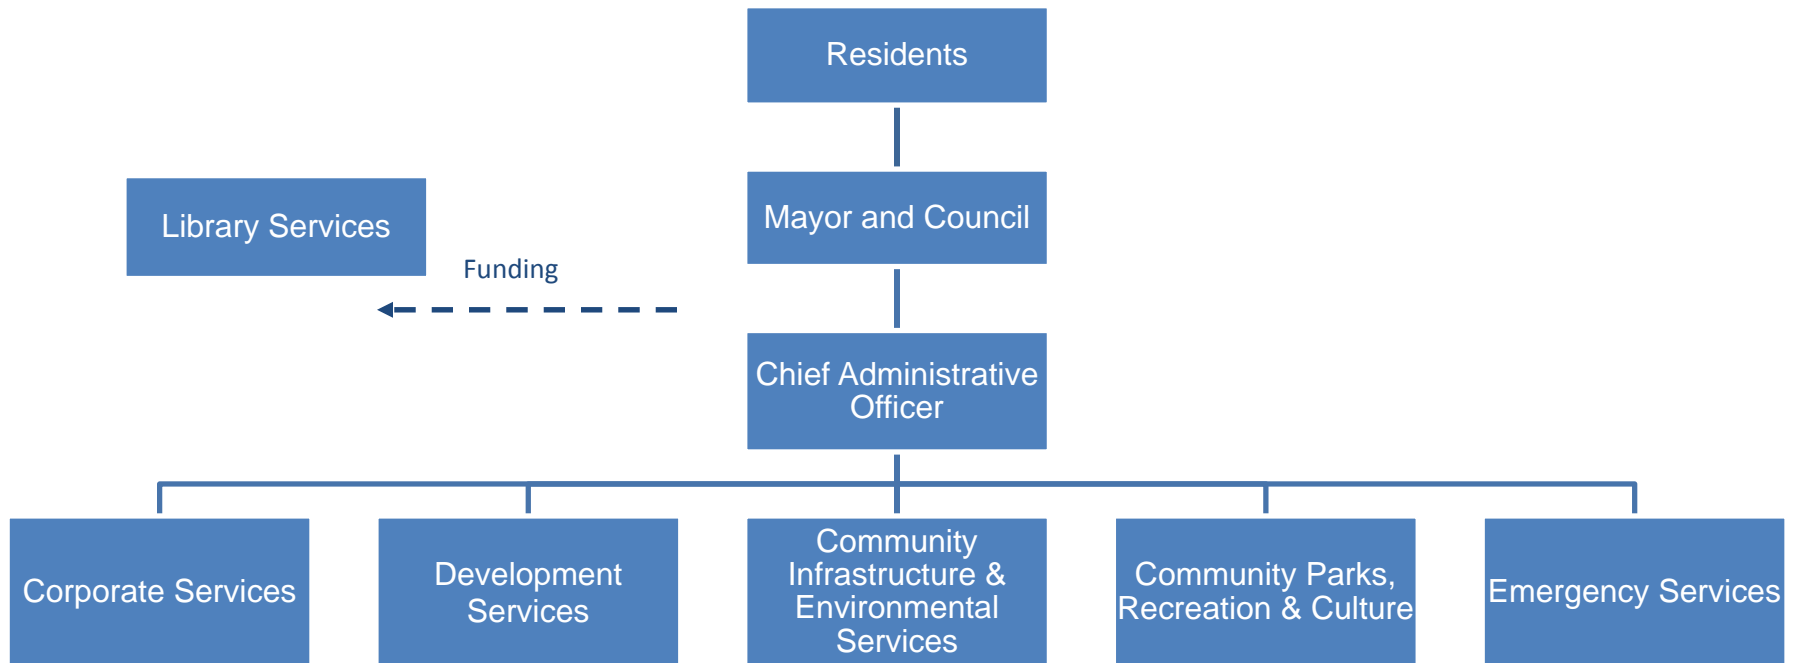 Residents
Library Services
Mayor and Council
Funding
Chief Administrative
Officer
Corporate Services
Development
Services
Community
Infrastructure &
Environmental
Services
Community Parks,
Recreation & Culture
Emergency Services